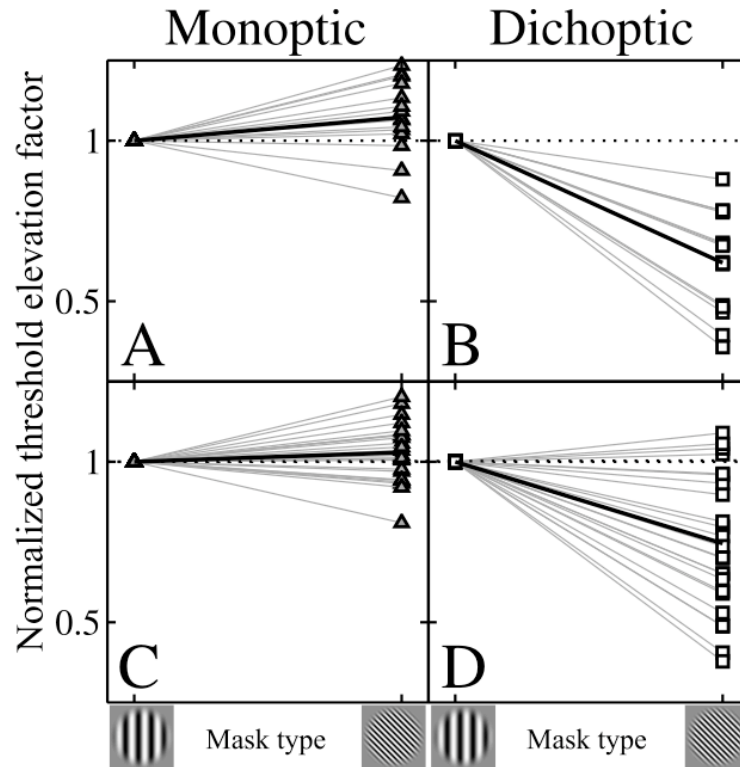 Monoptic Dichoptic
Normalized threshold elevation factor
1
0.5
A B
1
0.5
C D
Mask type Mask type